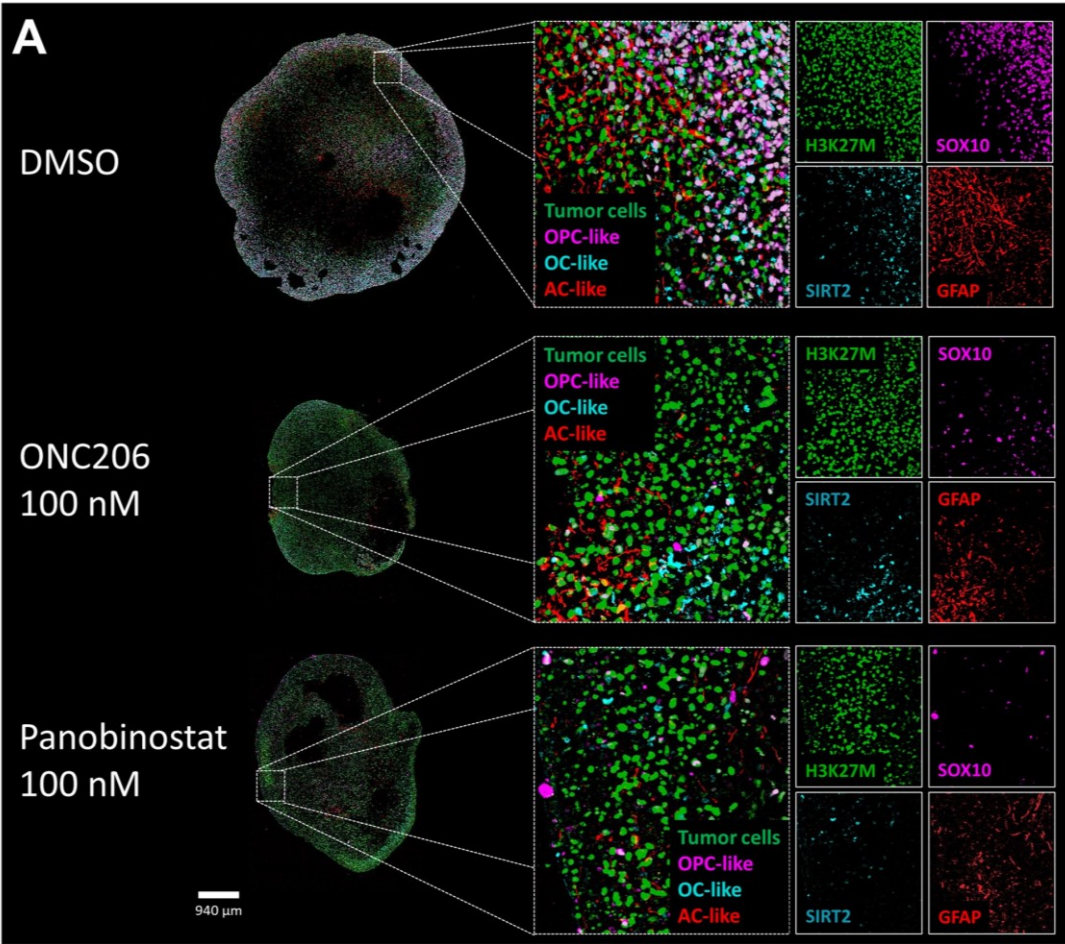 A
DMSO
Tumor cells
OPC-like
OC-like
AC-like
H3K27M
SOX10
SIRT2
GFAP
ONC206
100 nM
Tumor cells
OPC-like
OC-like
AC-like
H3K27M
SOX10
SIRT2
GFAP
Panobinostat
100 nM
Tumor cells
OPC-like
OC-like
AC-like
H3K27M
SOX10
SIRT2
GFAP
940 μm